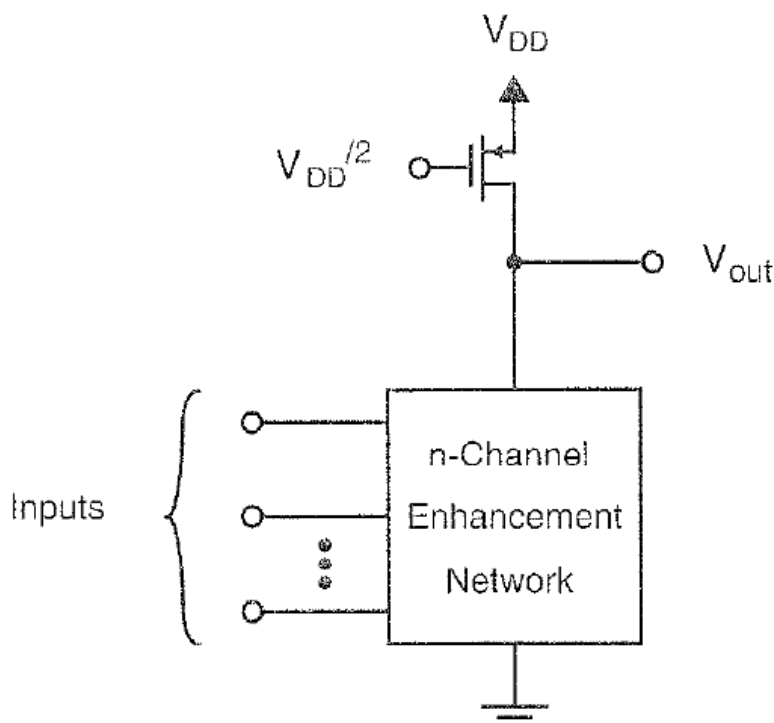 V_DD
V_DD/2
V_out
Inputs
n-Channel
Enhancement
Network